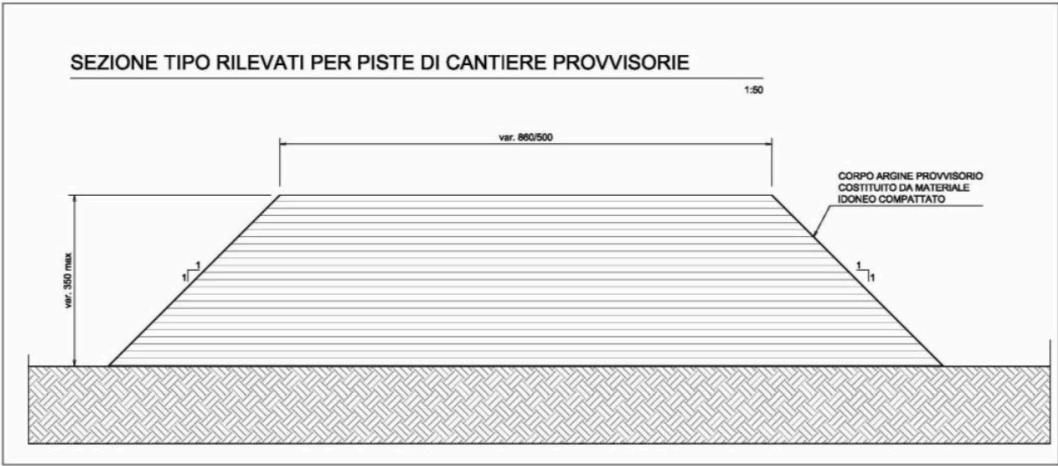 SEZIONE TIPO RILEVATI PER PISTE DI CANTIERE PROVVISORIE
1:50
var. 860/500
CORPO ARGINE PROVVISORIO
COSTITUITO DA MATERIALE
IDONEO COMPATTATO
var. 350 max
1
1
1
1